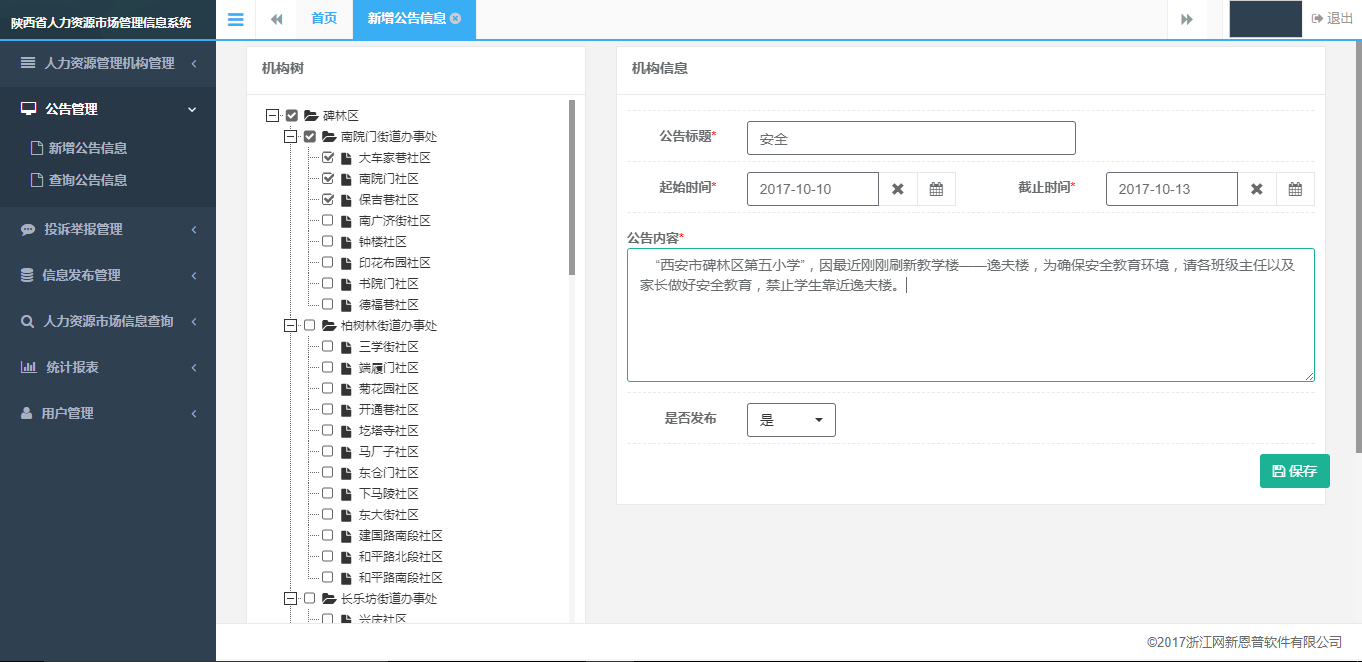 陕西省人力资源市场管理信息系统
首页
新增公告信息
退出
人力资源管理机构管理
公告管理
新增公告信息
查询公告信息
投诉举报管理
信息发布管理
人力资源市场信息查询
统计报表
用户管理
机构树
碑林区
南院门街道办事处
大车家巷社区
南院门社区
保吉巷社区
南广济街社区
钟楼社区
印花布园社区
书院门社区
德福巷社区
柏树林街道办事处
三学街社区
端履门社区
菊花园社区
开通巷社区
圪塔寺社区
马厂子社区
东仓门社区
下马陵社区
东大街社区
建国路南段社区
和平路北段社区
和平路南段社区
长乐坊街道办事处
兴庆社区
机构信息
公告标题*
安全
起始时间*
2017-10-10
截止时间*
2017-10-13
公告内容*
“西安市碑林区第五小学”，因最近刚刚刷新教学楼——逸夫楼，为确保安全教育环境，请各班级主任以及
家长做好安全教育，禁止学生靠近逸夫楼。
是否发布
是
保存
©2017浙江网新恩普软件有限公司